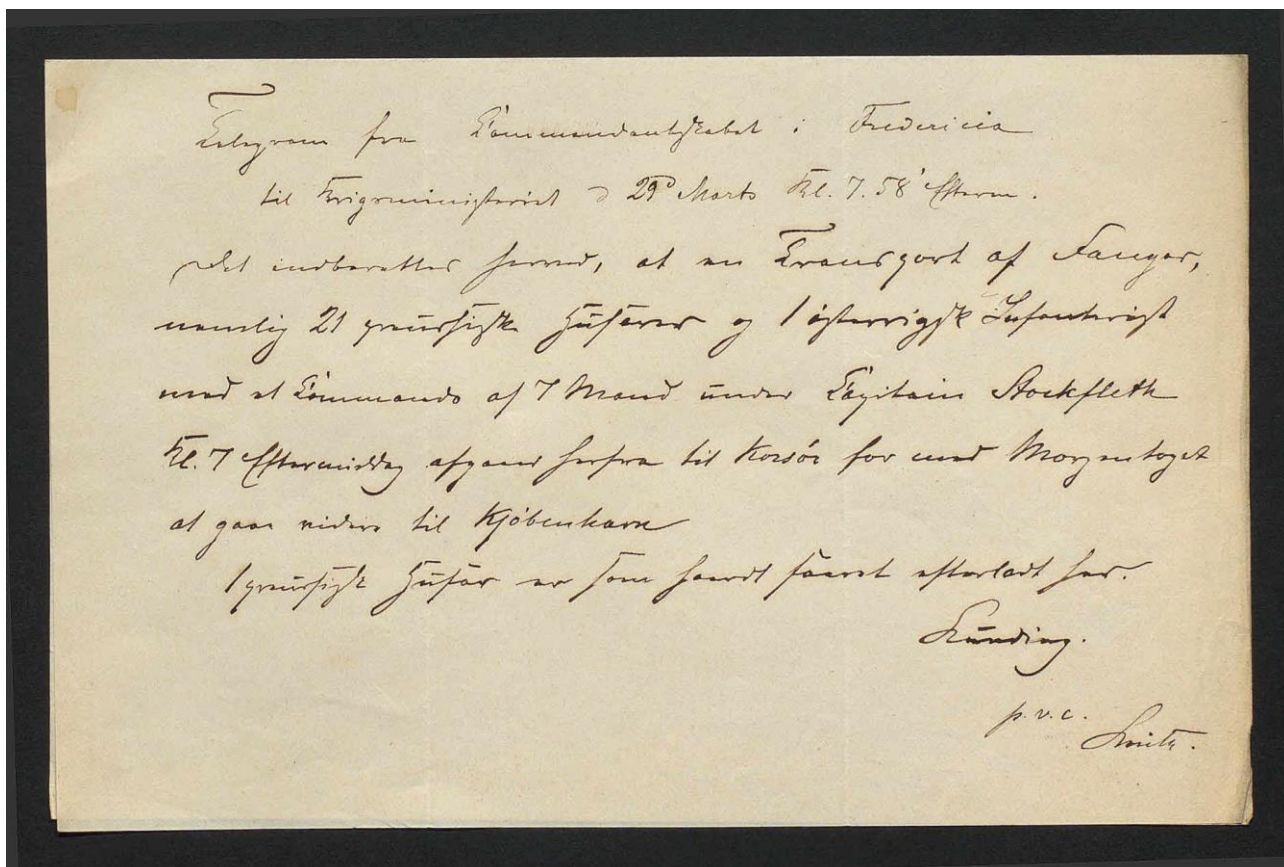 Telegram fra Commandantskabet i Fredericia
til Krigsministeriet d 29d Marts Kl. 7.58' Efterm.
Det indberettes herved, at en Transport af Fanger,
nemlig 21 preussiske Husarer og 1 østerrigsk Infanterist
med et Commando af 7 Mand under Capitain Stockfleth
Kl. 7 Eftermiddag afgaaer herfra til Korsör for med Morgentoget
at gaae videre til Kjöbenhavn
1 preussisk Husar er som haardt saaret efterladt her.
Lunding.
p.v.c.